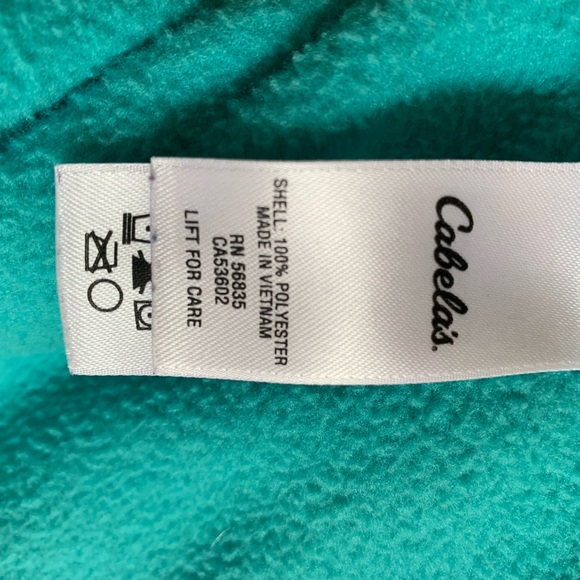 Cabela's.
SHELL: 100% POLYESTER
MADE IN VIETNAM
RN 56835
CA53602
LIFT FOR CARE